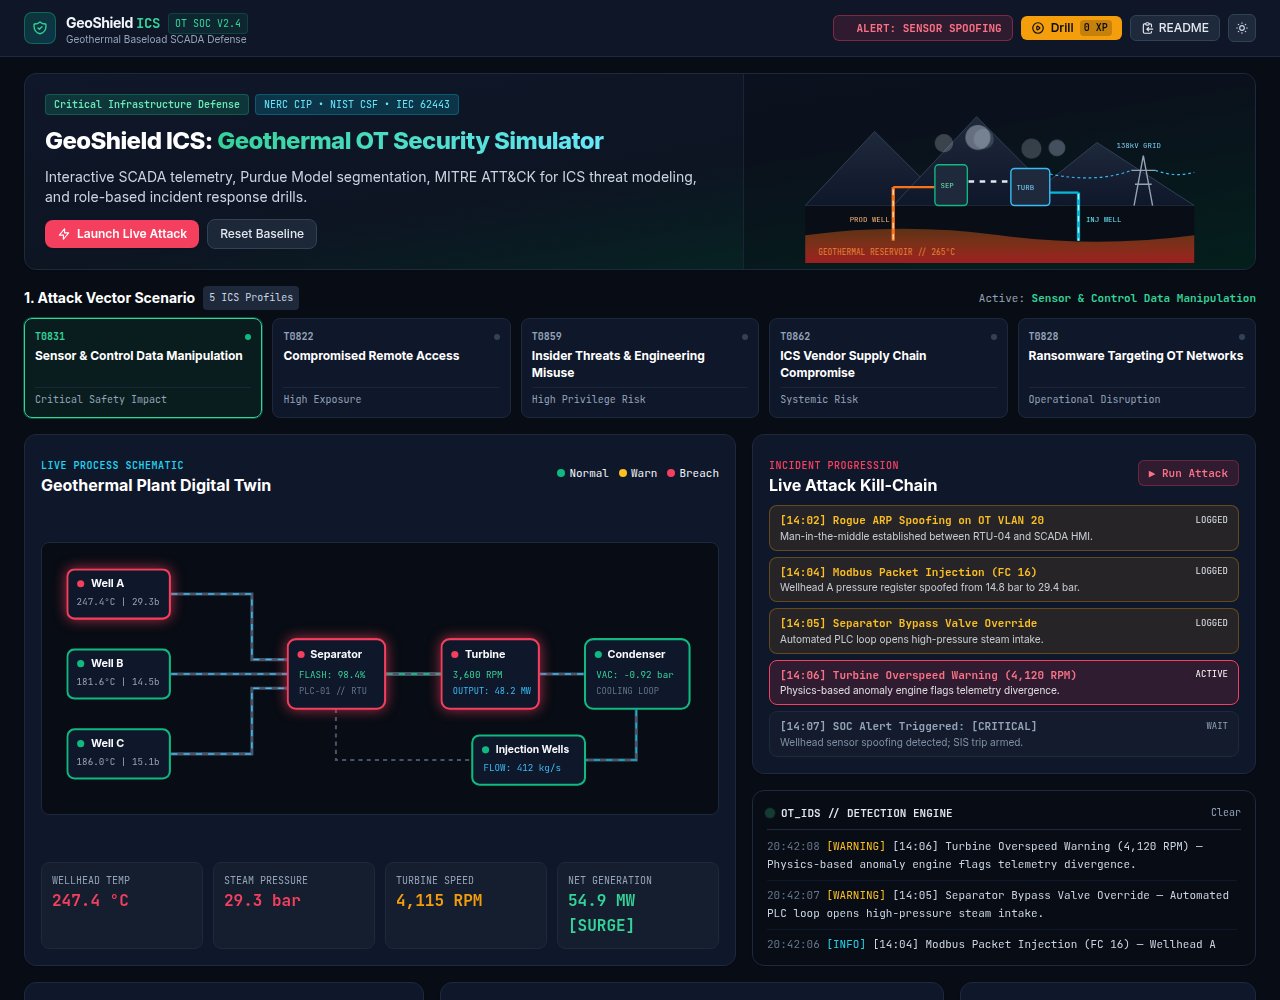 GeoShield ICS OT SOC V2.4
Geothermal Baseload SCADA Defense
ALERT: SENSOR SPOOFING
Drill 0 XP
README
Critical Infrastructure Defense
NERC CIP • NIST CSF • IEC 62443
GeoShield ICS: Geothermal OT Security Simulator
Interactive SCADA telemetry, Purdue Model segmentation, MITRE ATT&CK for ICS threat modeling,
and role-based incident response drills.
Launch Live Attack
Reset Baseline
138kV GRID
SEP
TURB
PROD WELL
INJ WELL
GEOTHERMAL RESERVOIR // 265°C
1. Attack Vector Scenario 5 ICS Profiles
Active: Sensor & Control Data Manipulation
T0831
Sensor & Control Data Manipulation
Critical Safety Impact
T0822
Compromised Remote Access
High Exposure
T0859
Insider Threats & Engineering
Misuse
High Privilege Risk
T0862
ICS Vendor Supply Chain
Compromise
Systemic Risk
T0828
Ransomware Targeting OT Networks
Operational Disruption
LIVE PROCESS SCHEMATIC
Geothermal Plant Digital Twin
Normal Warn Breach
Well A
247.4°C | 29.3b
Well B
181.6°C | 14.5b
Well C
186.0°C | 15.1b
Separator
FLASH: 98.4%
PLC-01 // RTU
Turbine
3,600 RPM
OUTPUT: 48.2 MW
Condenser
VAC: -0.92 bar
COOLING LOOP
Injection Wells
FLOW: 412 kg/s
WELLHEAD TEMP
247.4 °C
STEAM PRESSURE
29.3 bar
TURBINE SPEED
4,115 RPM
NET GENERATION
54.9 MW
[SURGE]
INCIDENT PROGRESSION
Live Attack Kill-Chain
▶ Run Attack
[14:02] Rogue ARP Spoofing on OT VLAN 20 LOGGED
Man-in-the-middle established between RTU-04 and SCADA HMI.
[14:04] Modbus Packet Injection (FC 16) LOGGED
Wellhead A pressure register spoofed from 14.8 bar to 29.4 bar.
[14:05] Separator Bypass Valve Override LOGGED
Automated PLC loop opens high-pressure steam intake.
[14:06] Turbine Overspeed Warning (4,120 RPM) ACTIVE
Physics-based anomaly engine flags telemetry divergence.
[14:07] SOC Alert Triggered: [CRITICAL] WAIT
Wellhead sensor spoofing detected; SIS trip armed.
OT_IDS // DETECTION ENGINE Clear
20:42:08 [WARNING] [14:06] Turbine Overspeed Warning (4,120 RPM) —
Physics-based anomaly engine flags telemetry divergence.
20:42:07 [WARNING] [14:05] Separator Bypass Valve Override — Automated
PLC loop opens high-pressure steam intake.
20:42:06 [INFO] [14:04] Modbus Packet Injection (FC 16) — Wellhead A